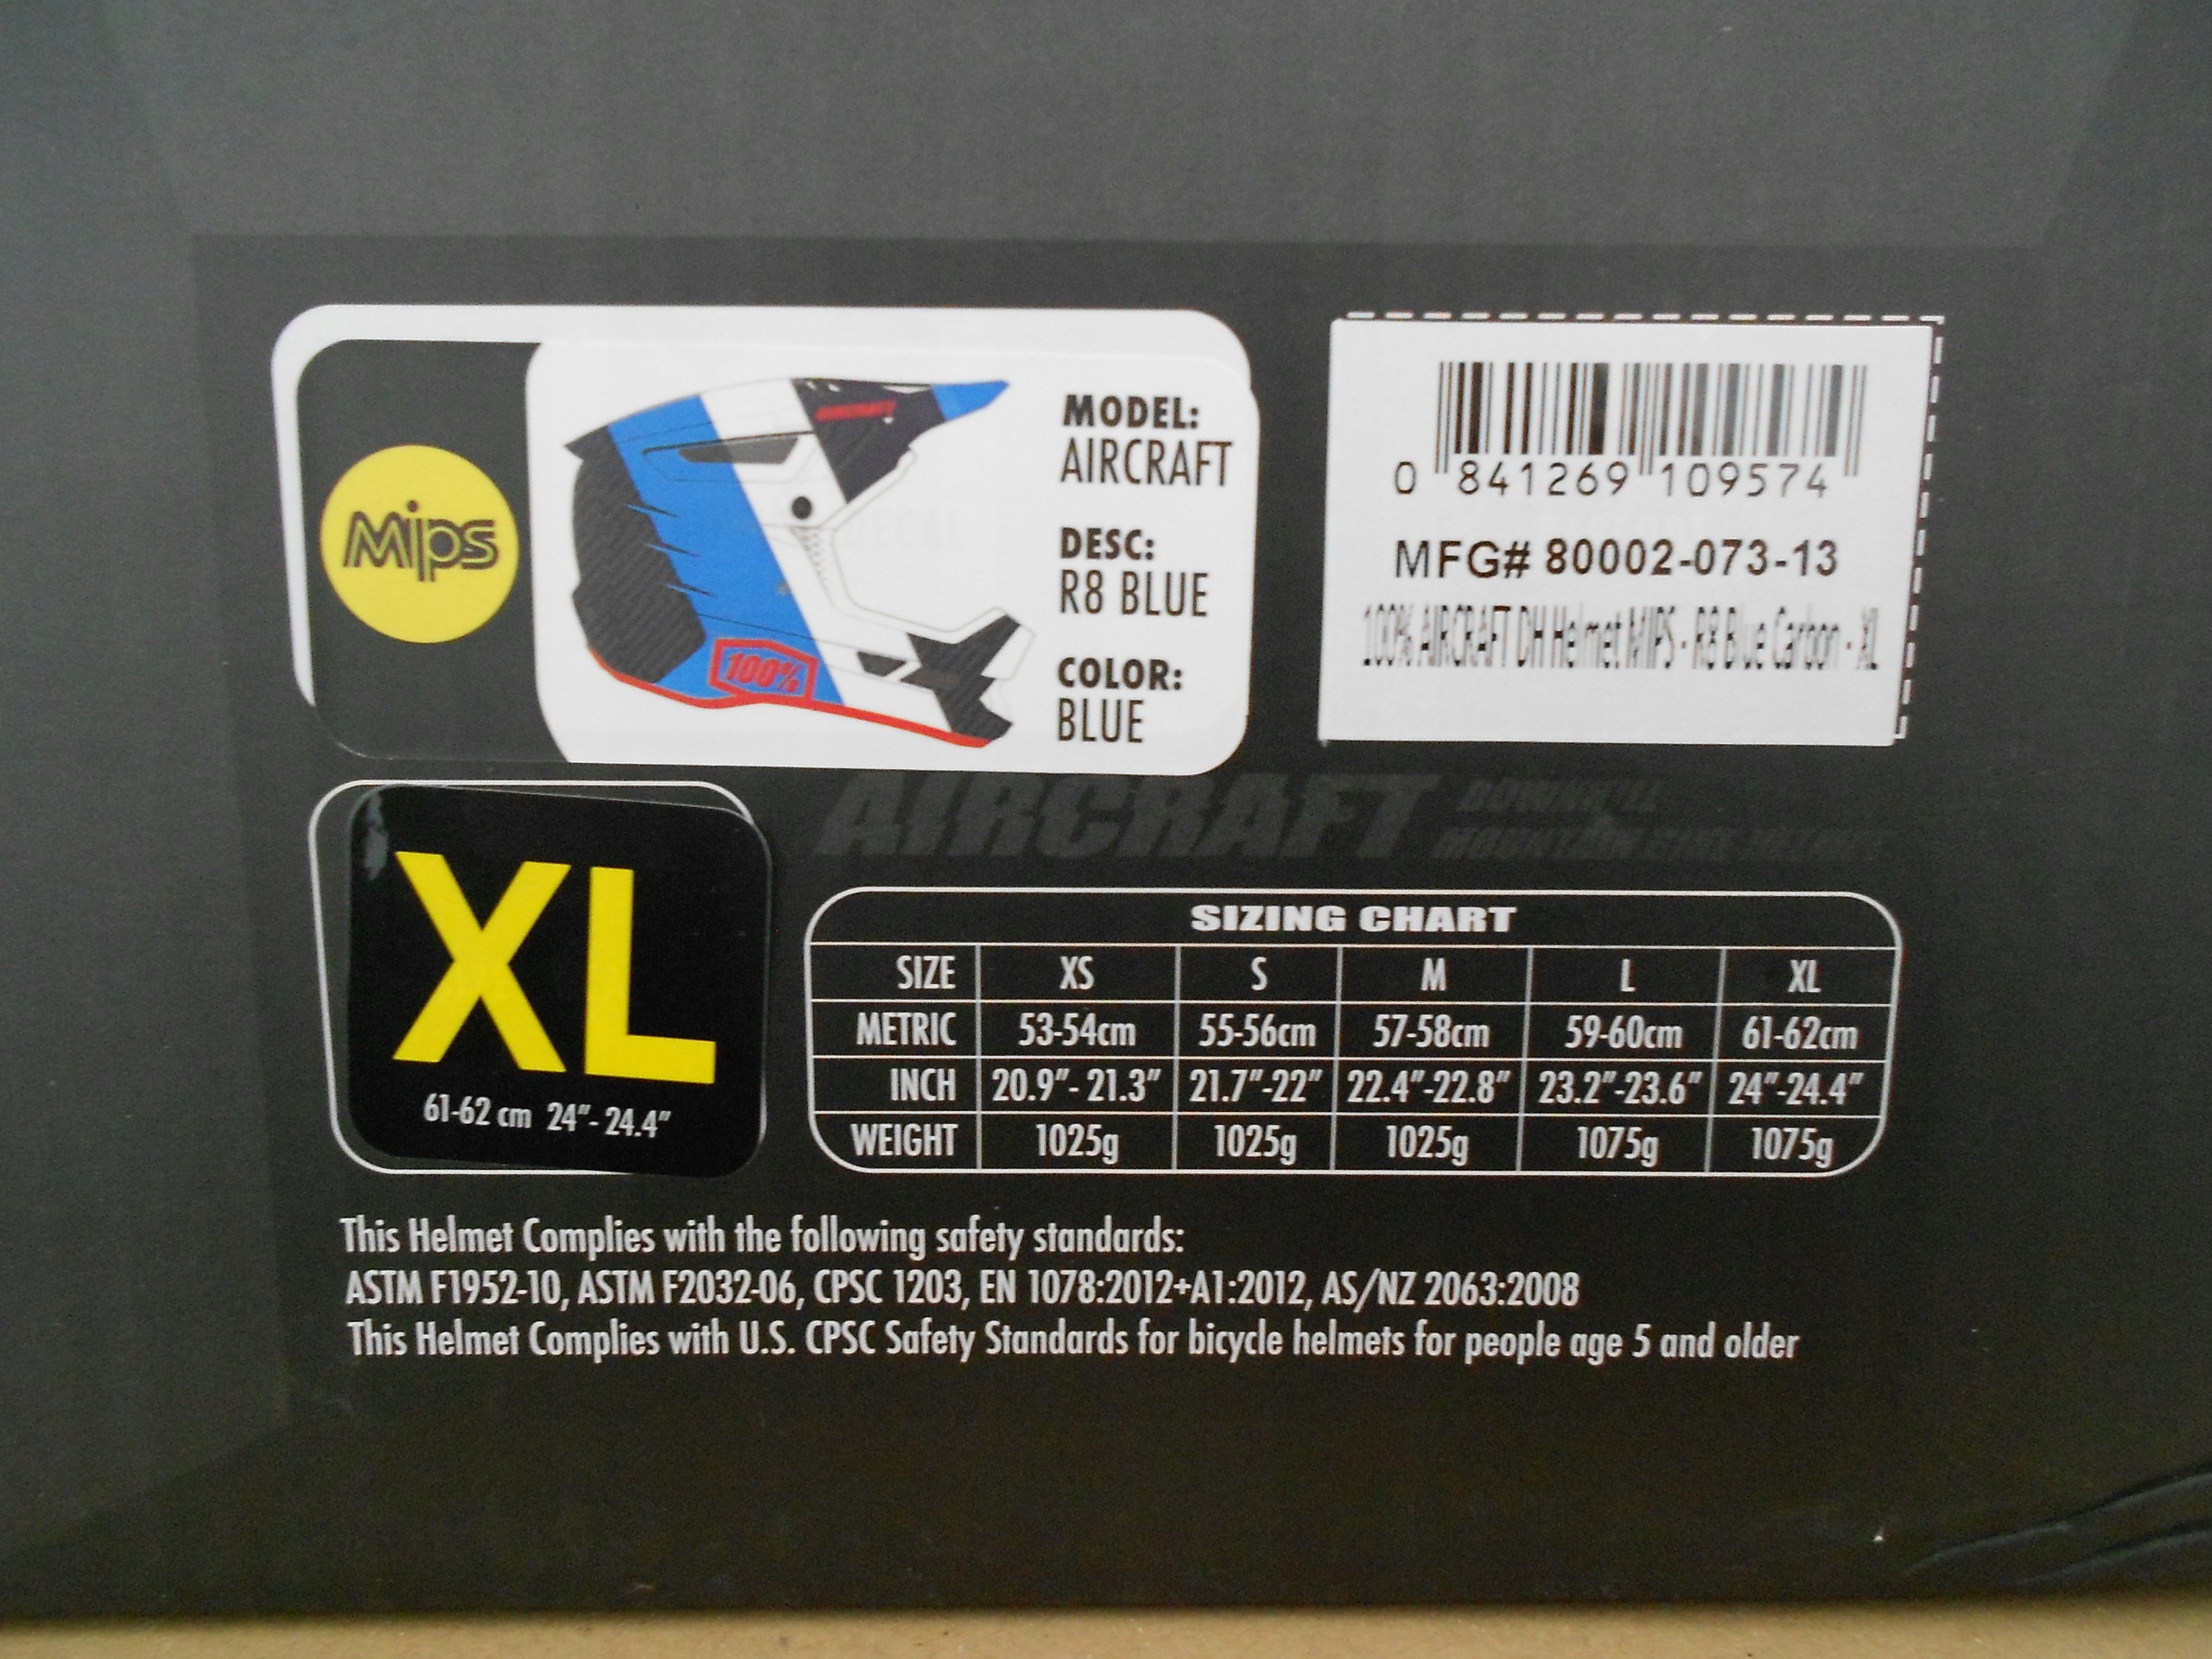 Mips
AIRCRAFT
100%
MODEL:
AIRCRAFT
DESC:
R8 BLUE
COLOR:
BLUE
0 841269 109574
MFG# 80002-073-13
100% AIRCRAFT DH Helmet MIPS - R8 Blue Carbon - XL
AIRCRAFT DOWNHILL
MOUNTAIN BIKE HELMET
XL
61-62 cm 24"- 24.4"
SIZING CHART
SIZE XS S M L XL
METRIC 53-54cm 55-56cm 57-58cm 59-60cm 61-62cm
INCH 20.9"- 21.3" 21.7"-22" 22.4"-22.8" 23.2"-23.6" 24"-24.4"
WEIGHT 1025g 1025g 1025g 1075g 1075g
This Helmet Complies with the following safety standards:
ASTM F1952-10, ASTM F2032-06, CPSC 1203, EN 1078:2012+A1:2012, AS/NZ 2063:2008
This Helmet Complies with U.S. CPSC Safety Standards for bicycle helmets for people age 5 and older